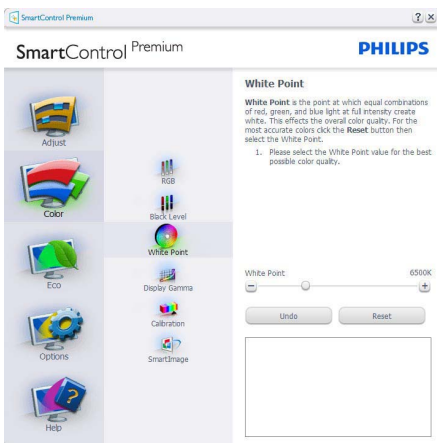 SmartControl Premium
? ×
SmartControl Premium
PHILIPS
Adjust
Color
Eco
Options
Help
RGB
Black Level
White Point
Display Gamma
Calibration
SmartImage
White Point
White Point is the point at which equal combinations
of red, green, and blue light at full intensity create
white. This effects the overall color quality. For the
most accurate colors click the Reset button then
select the White Point.
1. Please select the White Point value for the best
possible color quality.
White Point 6500K
Undo Reset